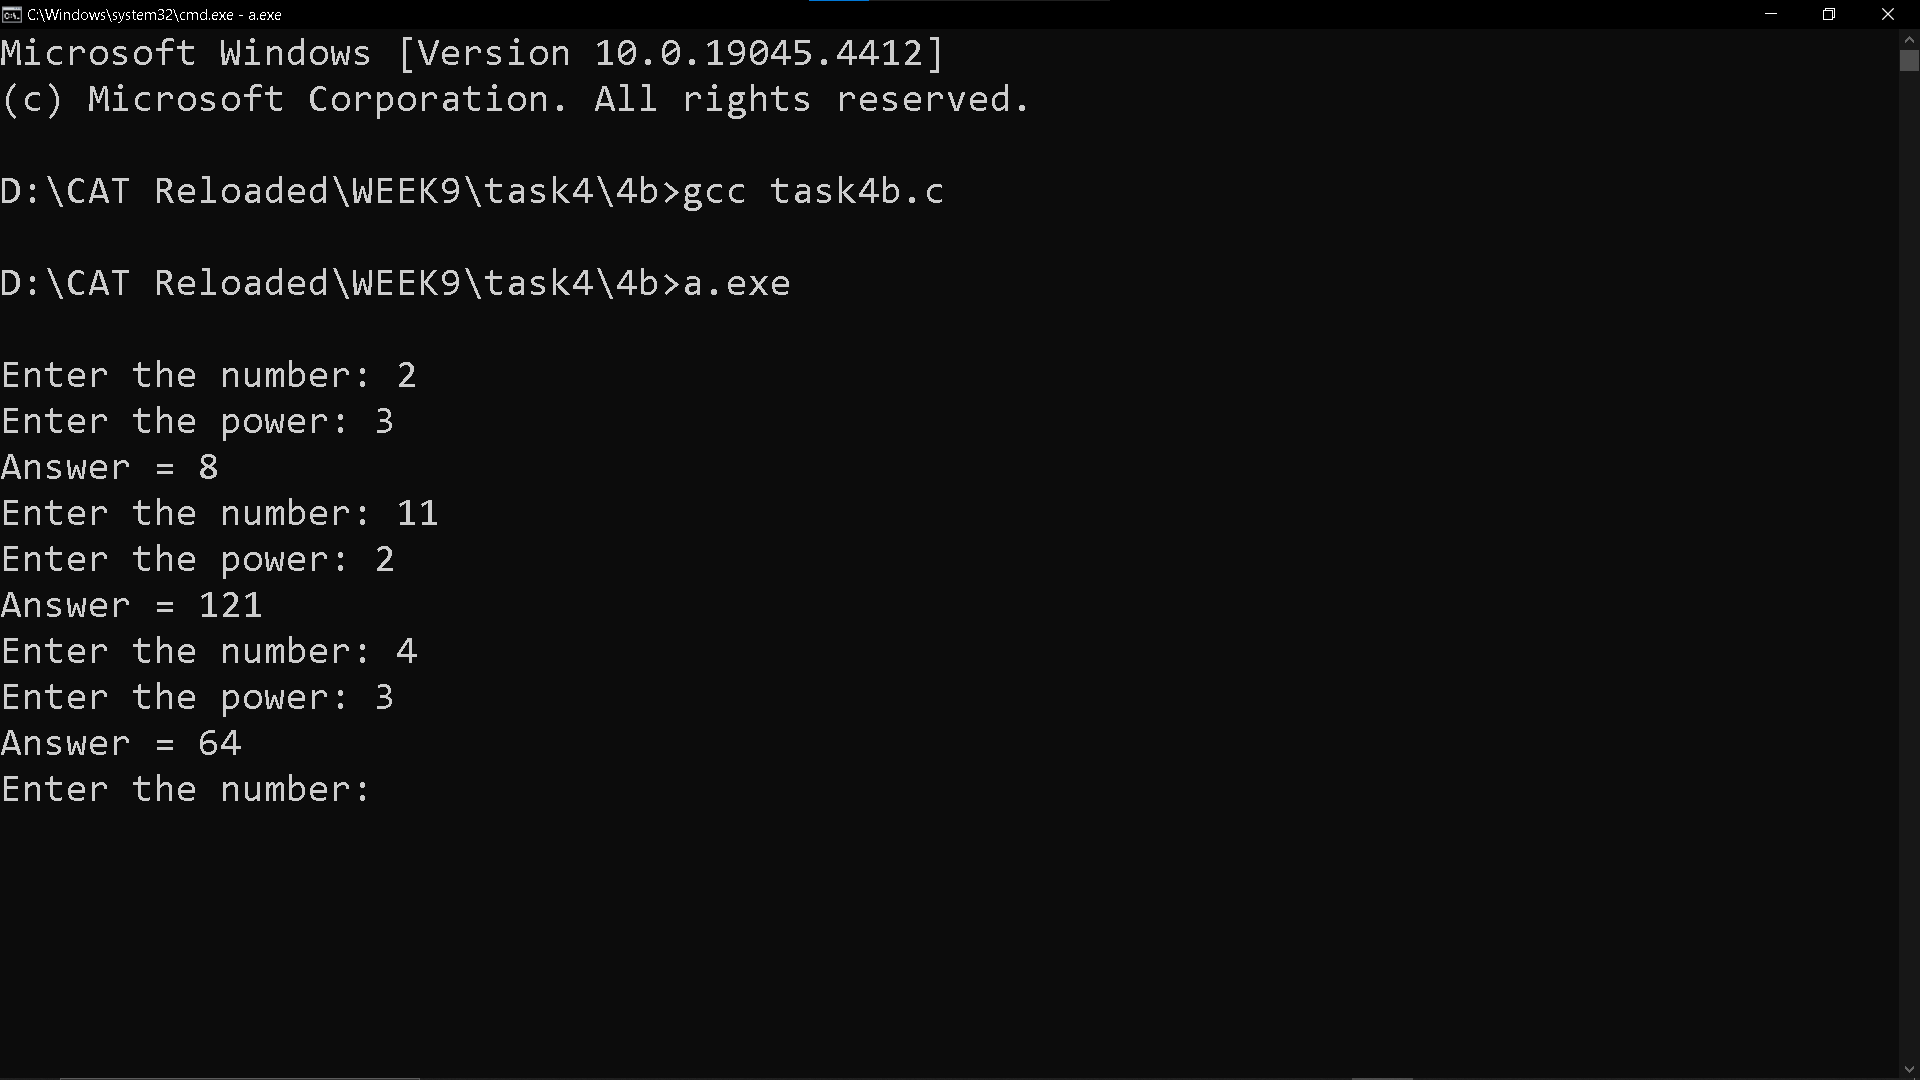 C:\Windows\system32\cmd.exe - a.exe
Microsoft Windows [Version 10.0.19045.4412]
(c) Microsoft Corporation. All rights reserved.
D:\CAT Reloaded\WEEK9\task4\4b>gcc task4b.c
D:\CAT Reloaded\WEEK9\task4\4b>a.exe
Enter the number: 2
Enter the power: 3
Answer = 8
Enter the number: 11
Enter the power: 2
Answer = 121
Enter the number: 4
Enter the power: 3
Answer = 64
Enter the number: